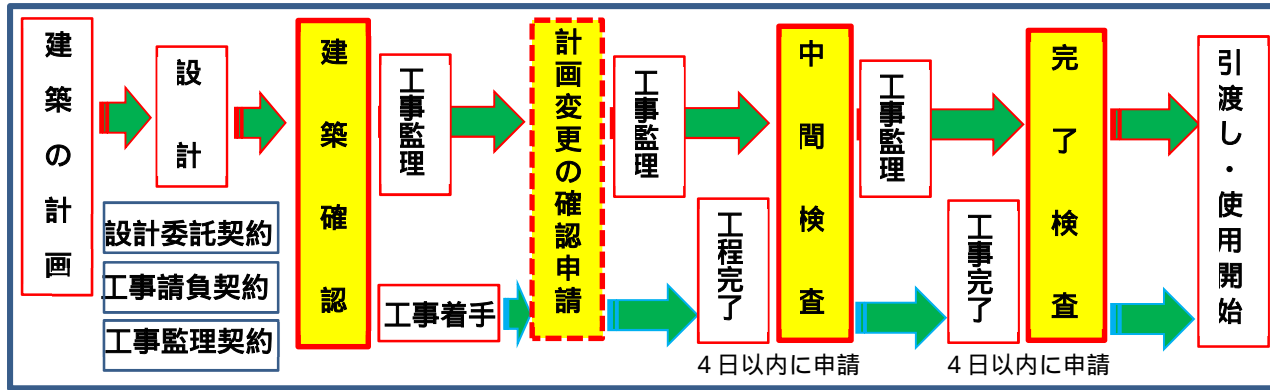 建築の計画
設計
設計委託契約
工事請負契約
工事監理契約
建築確認
工事監理
工事着手
計画変更の確認申請
工事監理
工程完了
４日以内に申請
中間検査
工事監理
工事完了
４日以内に申請
完了検査
引渡し・使用開始